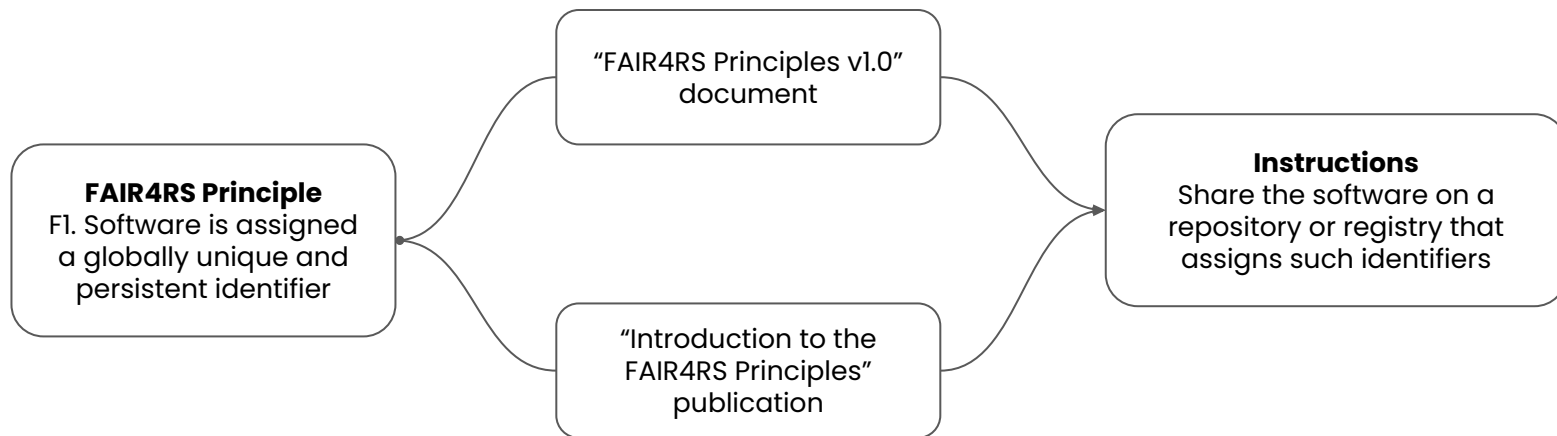 “FAIR4RS Principles v1.0”
document
FAIR4RS Principle
F1. Software is assigned
a globally unique and
persistent identifier
Instructions
Share the software on a
repository or registry that
assigns such identifiers
“Introduction to the
FAIR4RS Principles”
publication